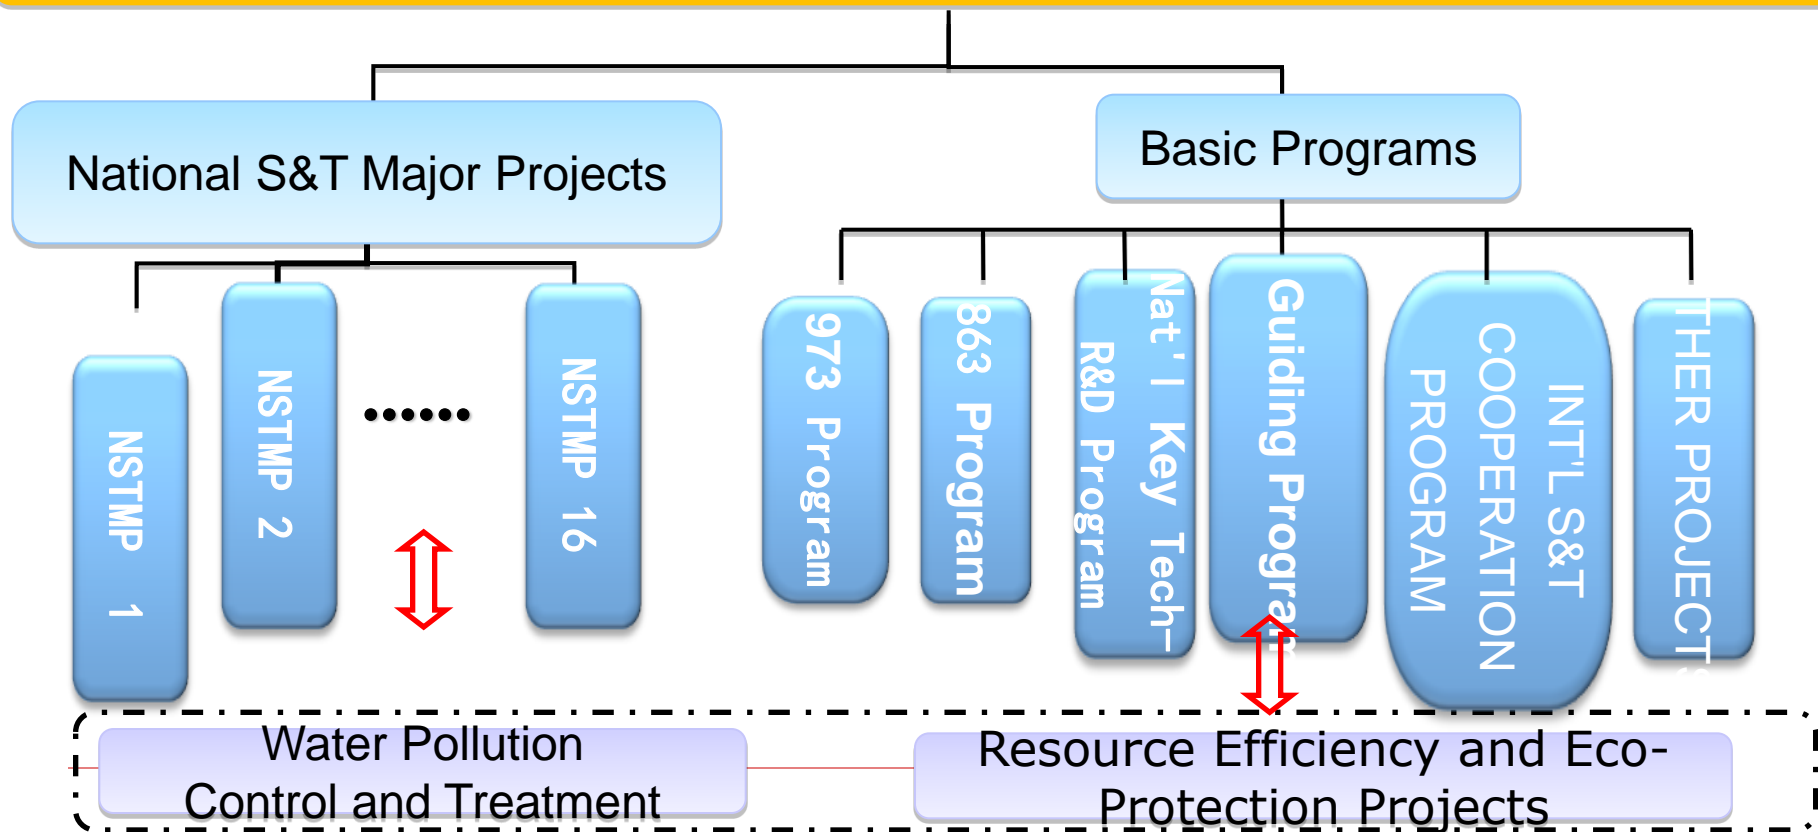 National S&T Major Projects
Basic Programs
NSTMP 1
NSTMP 2
......
NSTMP 16
973 Program
863 Program
Nat'l Key Tech—
R&D Program
Guiding Program
INT'L S&T
COOPERATION
PROGRAM
THER PROJECTS
Water Pollution
Control and Treatment
Resource Efficiency and Eco-
Protection Projects